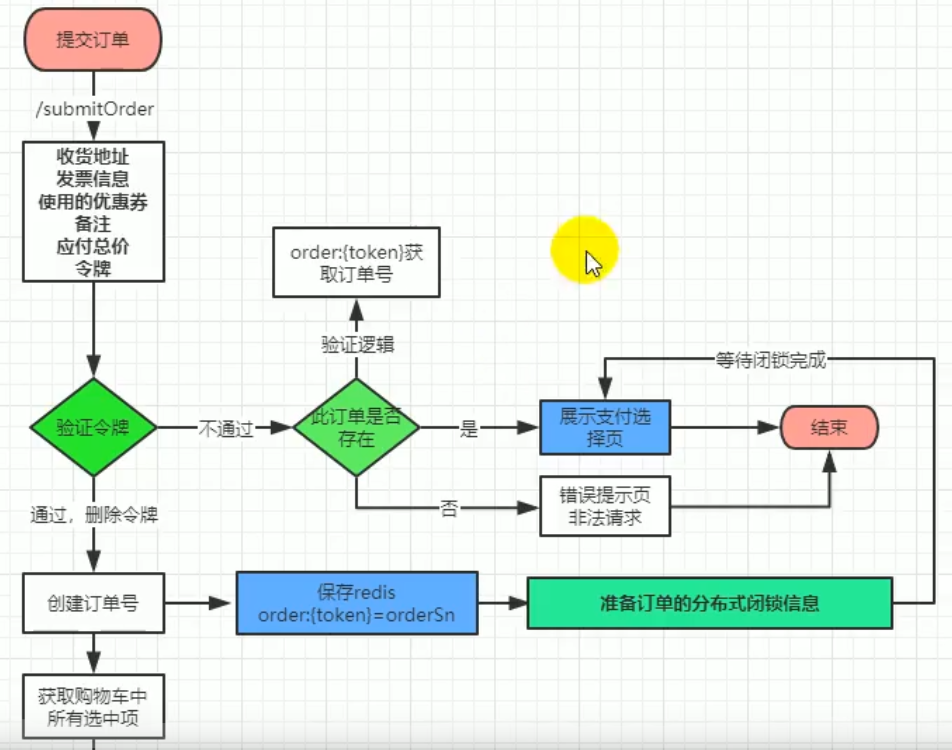 提交订单
/submitOrder
收货地址
发票信息
使用的优惠券
备注
应付总价
令牌
order:{token}获
取订单号
验证逻辑
等待闭锁完成
验证令牌
不通过
此订单是否
存在
是
展示支付选
择页
结束
否
错误提示页
非法请求
通过，删除令牌
创建订单号
保存redis
order:{token}=orderSn
准备订单的分布式闭锁信息
获取购物车中
所有选中项